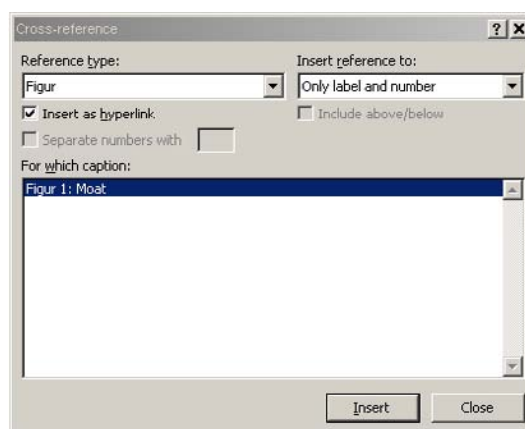 Cross-reference
Reference type:
Insert reference to:
Figur
Only label and number
Insert as hyperlink
Include above/below
Separate numbers with
For which caption:
Figur 1: Moat
Insert
Close